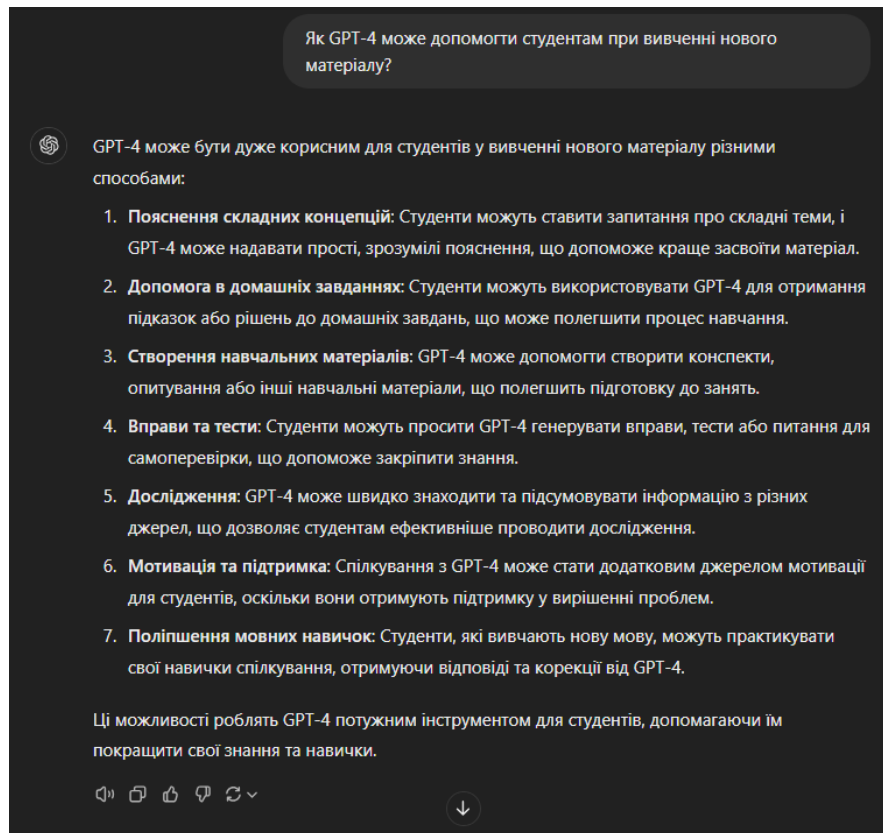 Як GPT-4 може допомогти студентам при вивченні нового
матеріалу?
GPT-4 може бути дуже корисним для студентів у вивченні нового матеріалу різними
способами:
1. Пояснення складних концепцій: Студенти можуть ставити запитання про складні теми, і
GPT-4 може надавати прості, зрозумілі пояснення, що допоможе краще засвоїти матеріал.
2. Допомога в домашніх завданнях: Студенти можуть використовувати GPT-4 для отримання
підказок або рішень до домашніх завдань, що може полегшити процес навчання.
3. Створення навчальних матеріалів: GPT-4 може допомогти створити конспекти,
опитування або інші навчальні матеріали, що полегшить підготовку до занять.
4. Вправи та тести: Студенти можуть просити GPT-4 генерувати вправи, тести або питання для
самоперевірки, що допоможе закріпити знання.
5. Дослідження: GPT-4 може швидко знаходити та підсумовувати інформацію з різних
джерел, що дозволяє студентам ефективніше проводити дослідження.
6. Мотивація та підтримка: Спілкування з GPT-4 може стати додатковим джерелом мотивації
для студентів, оскільки вони отримують підтримку у вирішенні проблем.
7. Поліпшення мовних навичок: Студенти, які вивчають нову мову, можуть практикувати
свої навички спілкування, отримуючи відповіді та корекції від GPT-4.
Ці можливості роблять GPT-4 потужним інструментом для студентів, допомагаючи їм
покращити свої знання та навички.